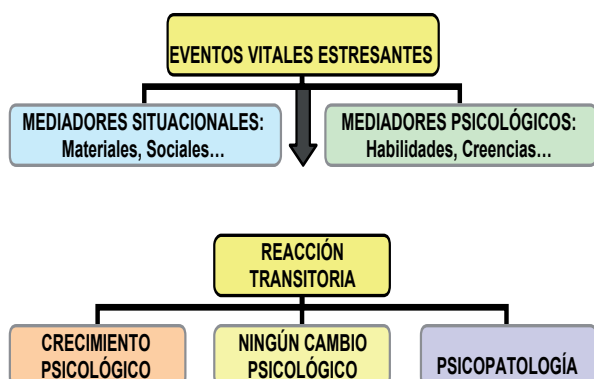 EVENTOS VITALES ESTRESANTES
MEDIADORES SITUACIONALES:
Materiales, Sociales…
MEDIADORES PSICOLÓGICOS:
Habilidades, Creencias…
REACCIÓN
TRANSITORIA
CRECIMIENTO
PSICOLÓGICO
NINGÚN CAMBIO
PSICOLÓGICO
PSICOPATOLOGÍA